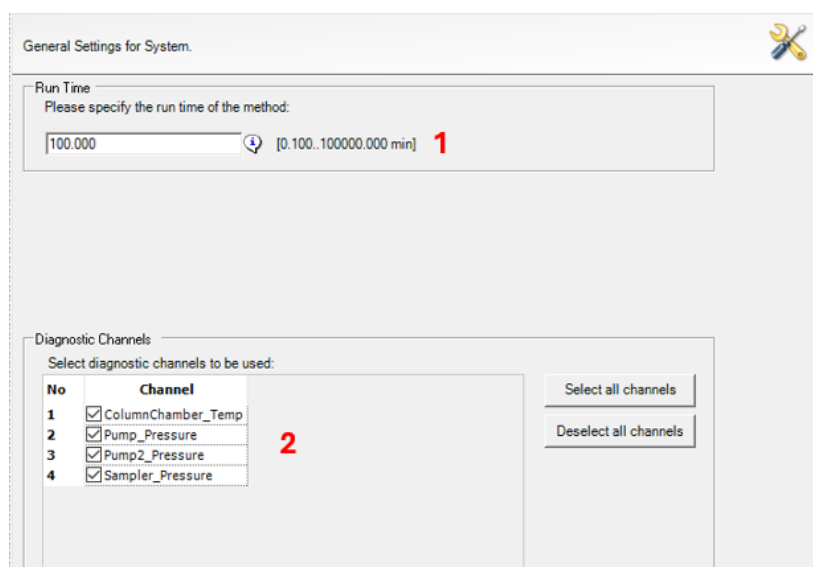 General Settings for System.
Run Time
Please specify the run time of the method:
100.000 [0.100..100000.000 min] 1
Diagnostic Channels
Select diagnostic channels to be used:
No Channel Select all channels
1 ColumnChamber_Temp
2 Pump_Pressure 2 Deselect all channels
3 Pump2_Pressure
4 Sampler_Pressure